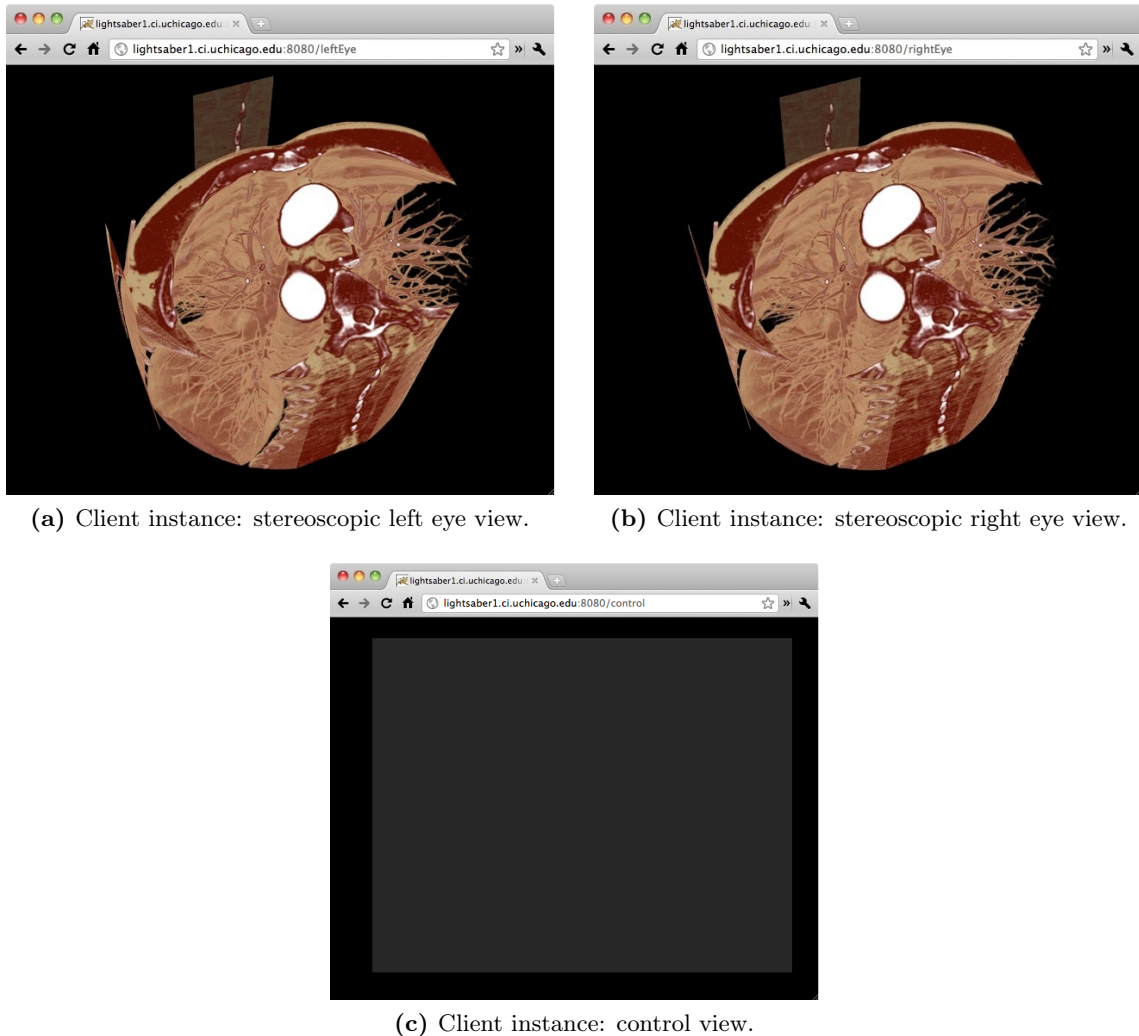 lightsaber1.ci.uchicago.edu
lightsaber1.ci.uchicago.edu:8080/leftEye
(a) Client instance: stereoscopic left eye view.
lightsaber1.ci.uchicago.edu
lightsaber1.ci.uchicago.edu:8080/rightEye
(b) Client instance: stereoscopic right eye view.
lightsaber1.ci.uchicago.edu
lightsaber1.ci.uchicago.edu:8080/control
(c) Client instance: control view.